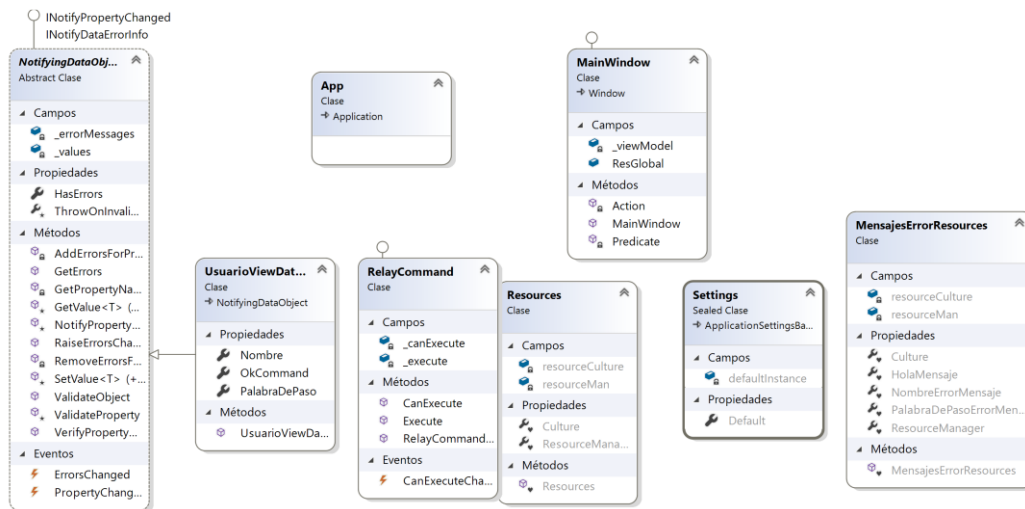 INotifyPropertyChanged
INotifyDataErrorInfo
NotifyingDataObj...
Abstract Clase
Campos
_errorMessages
_values
Propiedades
HasErrors
ThrowOnInvali...
Métodos
AddErrorsForPr...
GetErrors
GetPropertyNa...
GetValue<T> (...
NotifyProperty...
RaiseErrorsCha...
RemoveErrorsF...
SetValue<T> (+...
ValidateObject
ValidateProperty
VerifyProperty...
Eventos
ErrorsChanged
PropertyChang...
UsuarioViewDat...
Clase
NotifyingDataObject
Propiedades
Nombre
OkCommand
PalabraDePaso
Métodos
UsuarioViewDa...
App
Clase
Application
RelayCommand
Clase
Campos
_canExecute
_execute
Métodos
CanExecute
Execute
RelayCommand...
Eventos
CanExecuteCha...
Resources
Clase
Campos
resourceCulture
resourceMan
Propiedades
Culture
ResourceMana...
Métodos
Resources
MainWindow
Clase
Window
Campos
_viewModel
ResGlobal
Métodos
Action
MainWindow
Predicate
Settings
Sealed Clase
ApplicationSettingsBa...
Campos
defaultInstance
Propiedades
Default
MensajesErrorResources
Clase
Campos
resourceCulture
resourceMan
Propiedades
Culture
HolaMensaje
NombreErrorMensaje
PalabraDePasoErrorMen...
ResourceManager
Métodos
MensajesErrorResources